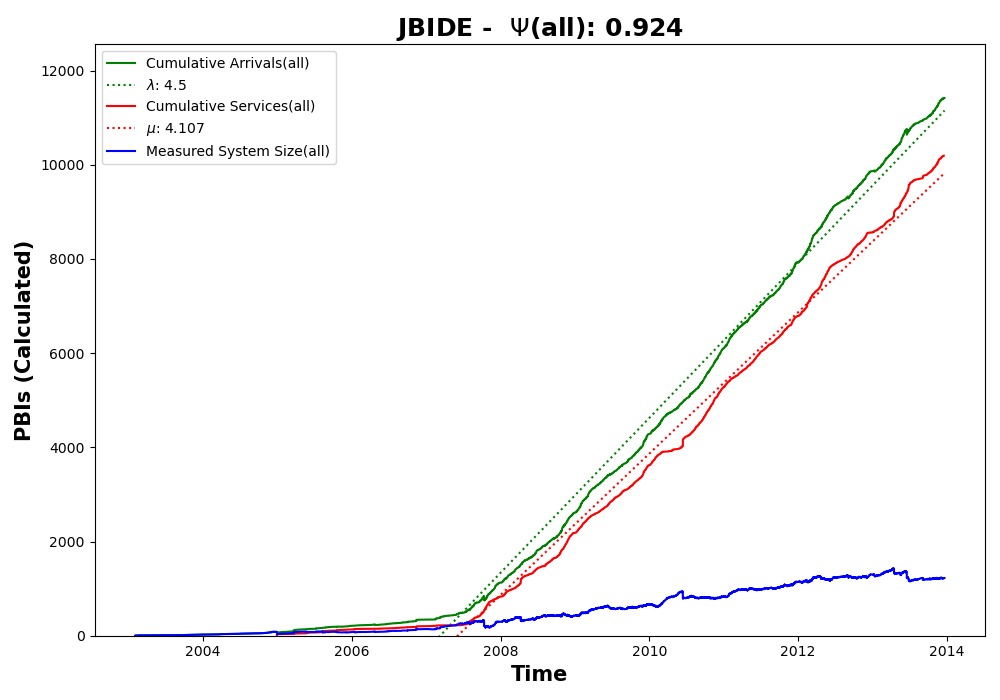 JBIDE -  Ψ(all): 0.924
Cumulative Arrivals(all)
λ: 4.5
Cumulative Services(all)
μ: 4.107
Measured System Size(all)
PBIs (Calculated)
12000
10000
8000
6000
4000
2000
0
2004 2006 2008 2010 2012 2014
Time